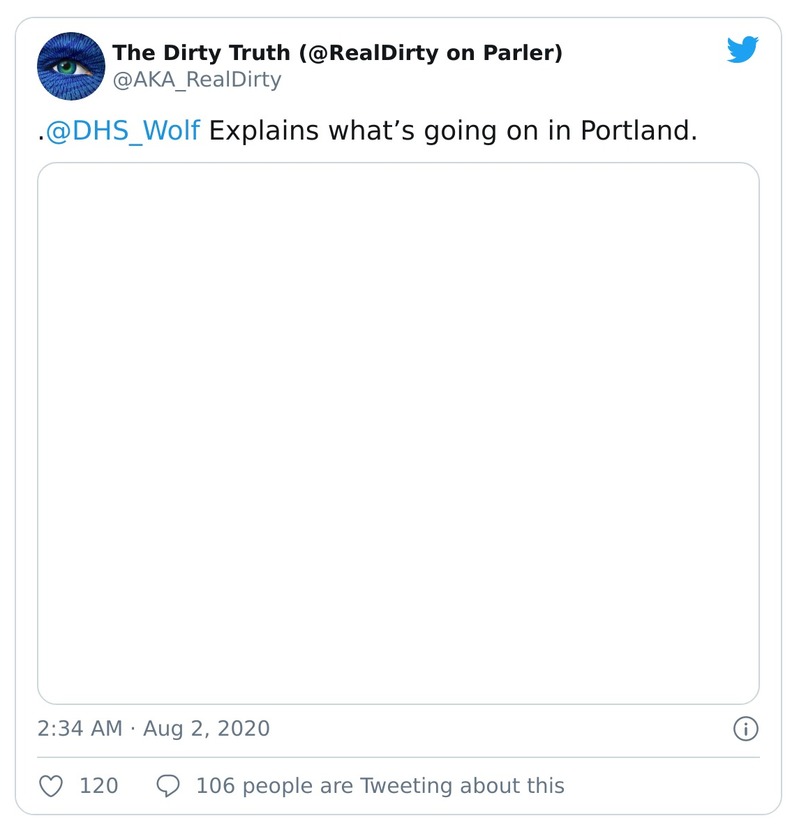 The Dirty Truth (@RealDirty on Parler)
@AKA_RealDirty
.@DHS_Wolf Explains what’s going on in Portland.
2:34 AM · Aug 2, 2020
120 106 people are Tweeting about this